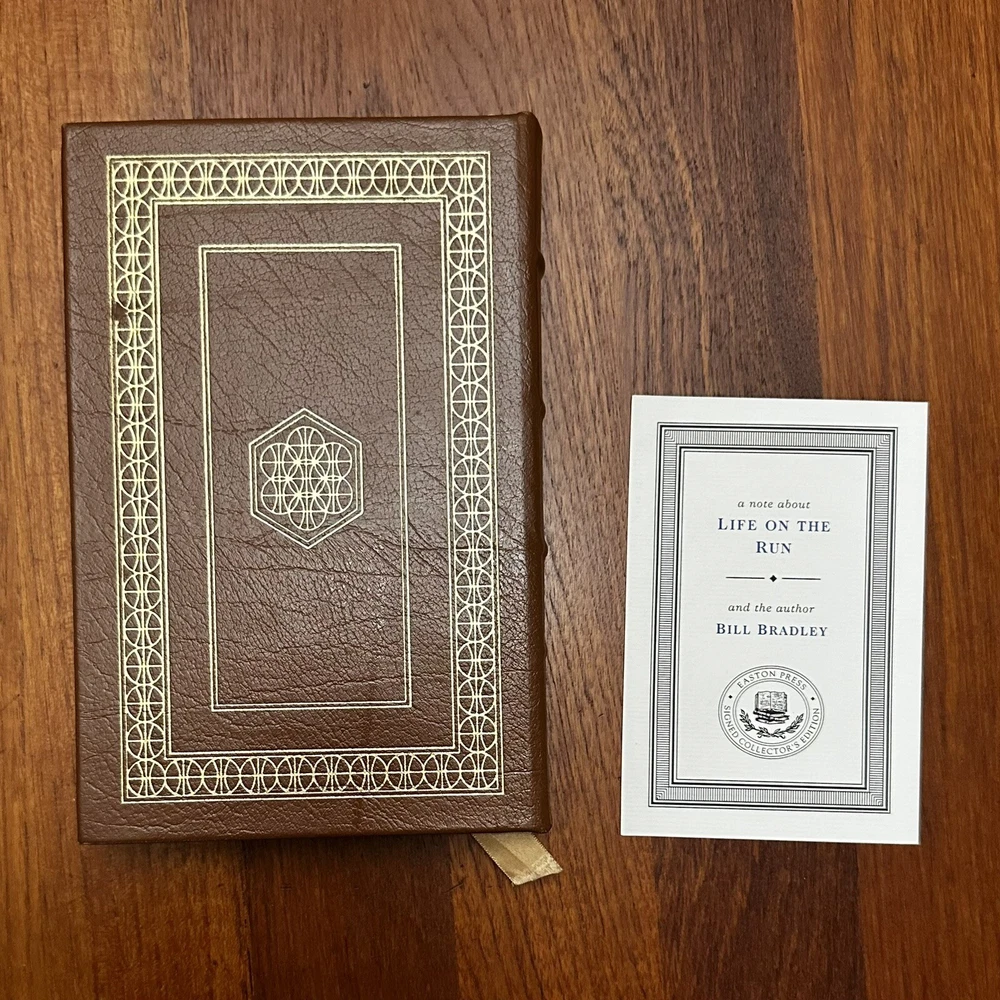 a note about
LIFE ON THE
RUN
and the author
BILL BRADLEY
EASTON PRESS
SIGNED COLLECTOR'S EDITION